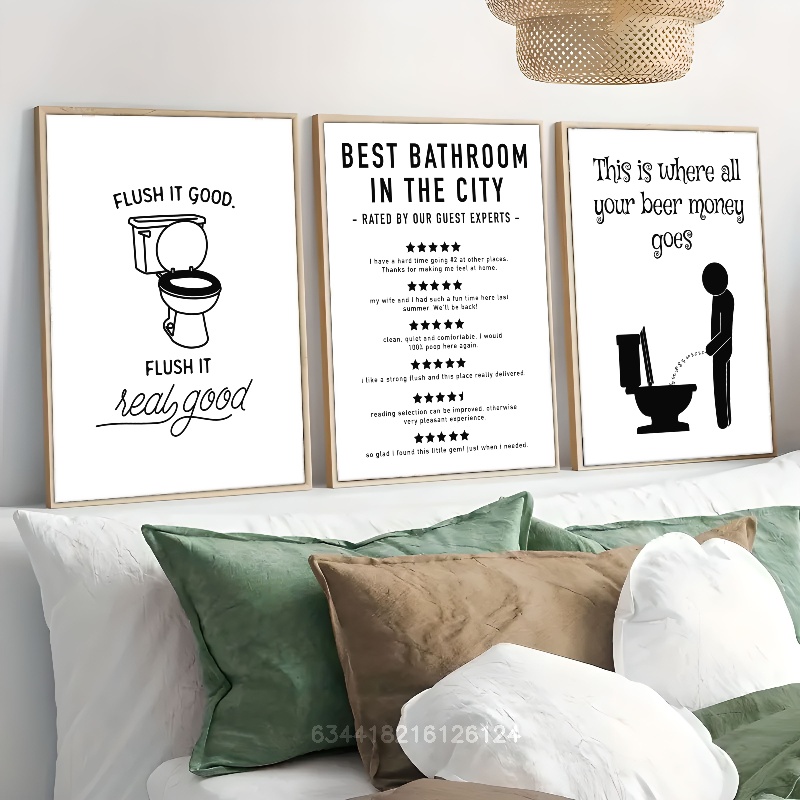 FLUSH IT GOOD.
FLUSH IT
real good
BEST BATHROOM
IN THE CITY
- RATED BY OUR GUEST EXPERTS -
I have a hard time going #2 at other places.
Thanks for making me feel at home.
my wife and I had such a fun time here last
summer. We'll be back!
clean, quiet and comfortable. I would
100% poop here again.
i like a strong flush and this place really delivered.
reading selection can be improved, otherwise
very pleasant experience.
so glad I found this little gem! just when i needed.
This is where all
your beer money
goes
634418216126124